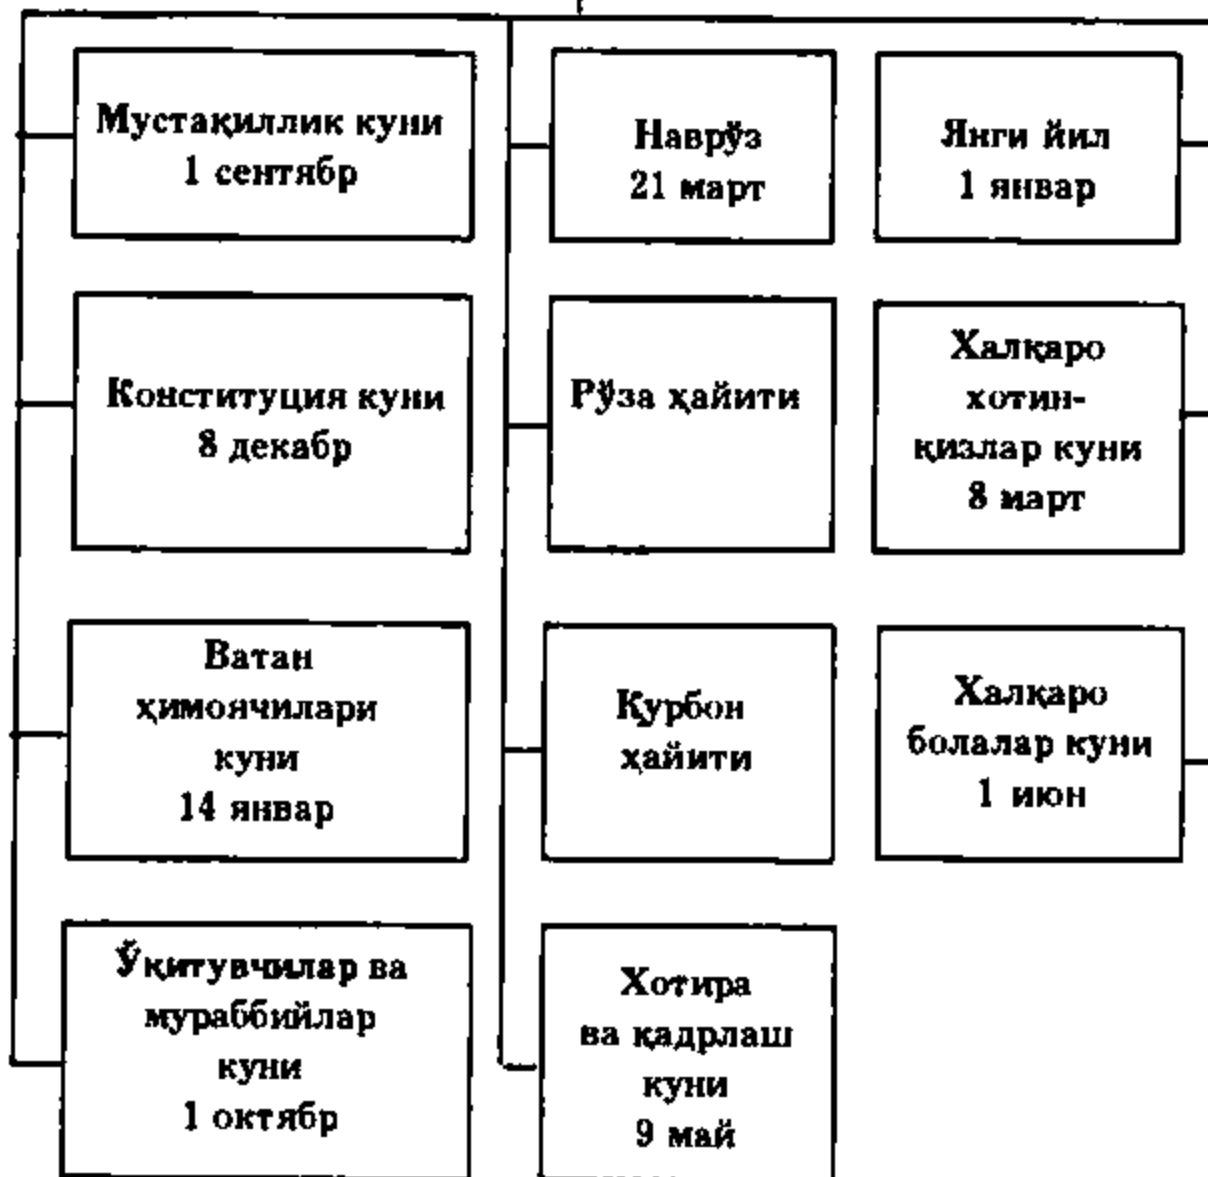 Мустақиллик куни
1 сентябр
Конституция куни
8 декабр
Ватан
ҳимоячилари
куни
14 январ
Ўқитувчилар ва
мураббийлар
куни
1 октябр
Наврўз
21 март
Рўза ҳайити
Қурбон
ҳайити
Хотира
ва қадрлаш
куни
9 май
Янги йил
1 январ
Халқаро
хотин-
қизлар куни
8 март
Халқаро
болалар куни
1 июн